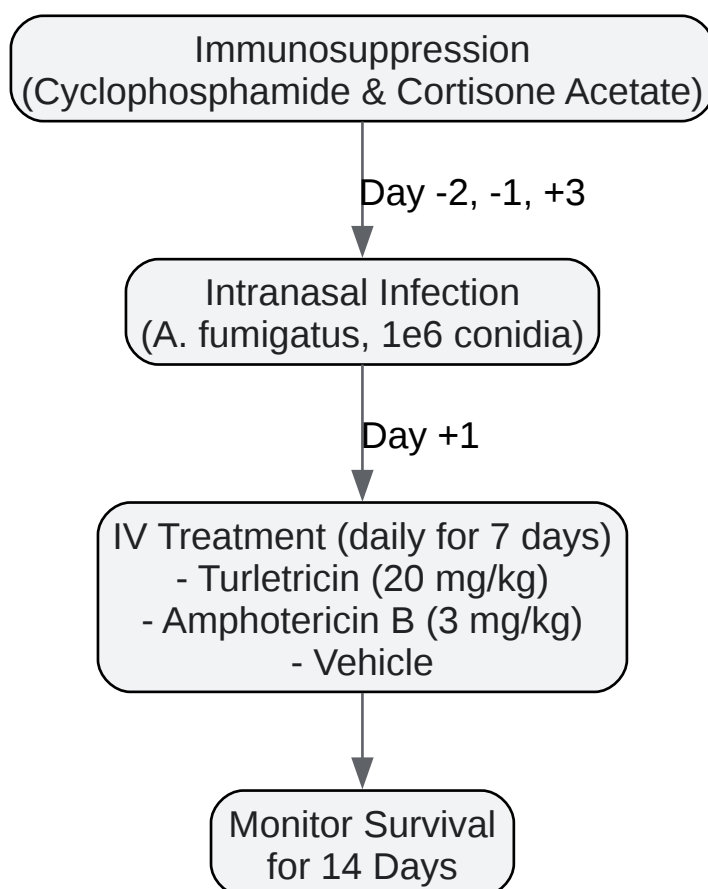 Immunosuppression
(Cyclophosphamide & Cortisone Acetate)
Day -2, -1, +3
Intranasal Infection
(A. fumigatus, 1e6 conidia)
Day +1
IV Treatment (daily for 7 days)
- Turletricin (20 mg/kg)
- Amphotericin B (3 mg/kg)
- Vehicle
Monitor Survival
for 14 Days